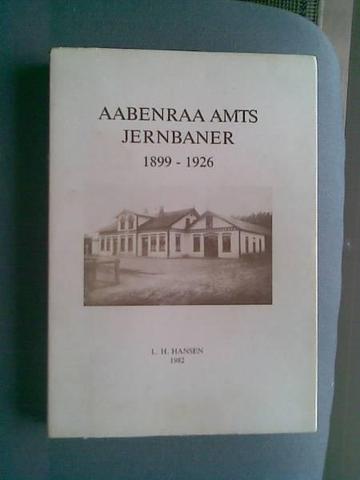 AABENRAA AMTS
JERNBANER
1899 - 1926
L. H. HANSEN
1982